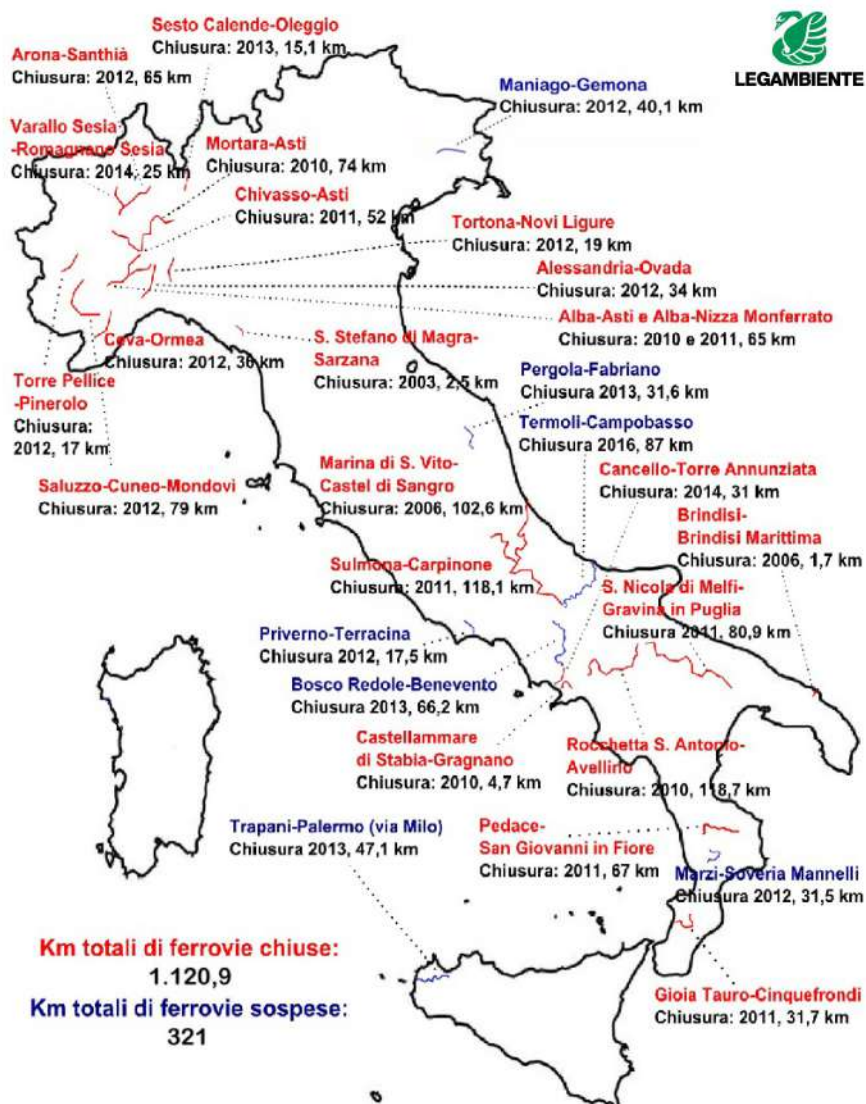 Sesto Calende-Oleggio
Chiusura: 2013, 15,1 km
Arona-Santhià
Chiusura: 2012, 65 km
LEGAMBIENTE
Maniago-Gemona
Chiusura: 2012, 40,1 km
Varallo Sesia
-Romagnano Sesia
Chiusura: 2014, 25 km
Mortara-Asti
Chiusura: 2010, 74 km
Chivasso-Asti
Chiusura: 2011, 52 km
Tortona-Novi Ligure
Chiusura: 2012, 19 km
Alessandria-Ovada
Chiusura: 2012, 34 km
Alba-Asti e Alba-Nizza Monferrato
Chiusura: 2010 e 2011, 65 km
Ceva-Ormea
Chiusura: 2012, 36 km
S. Stefano di Magra-
Sarzana
Chiusura: 2003, 2,5 km
Torre Pellice
-Pinerolo
Chiusura:
2012, 17 km
Pergola-Fabriano
Chiusura 2013, 31,6 km
Termoli-Campobasso
Chiusura 2016, 87 km
Saluzzo-Cuneo-Mondovì
Chiusura: 2012, 79 km
Marina di S. Vito-
Castel di Sangro
Chiusura: 2006, 102,6 km
Cancello-Torre Annunziata
Chiusura: 2014, 31 km
Brindisi-
Brindisi Marittima
Chiusura: 2006, 1,7 km
Sulmona-Carpinone
Chiusura: 2011, 118,1 km
S. Nicola di Melfi-
Gravina in Puglia
Chiusura 2011, 80,9 km
Priverno-Terracina
Chiusura 2012, 17,5 km
Bosco Redole-Benevento
Chiusura 2013, 66,2 km
Castellammare
di Stabia-Gragnano
Chiusura: 2010, 4,7 km
Rocchetta S. Antonio-
Avellino
Chiusura: 2010, 118,7 km
Trapani-Palermo (via Milo)
Chiusura 2013, 47,1 km
Pedace-
San Giovanni in Fiore
Chiusura: 2011, 67 km
Marzi-Soveria Mannelli
Chiusura 2012, 31,5 km
Km totali di ferrovie chiuse:
1.120,9
Km totali di ferrovie sospese:
321
Gioia Tauro-Cinquefrondi
Chiusura: 2011, 31,7 km